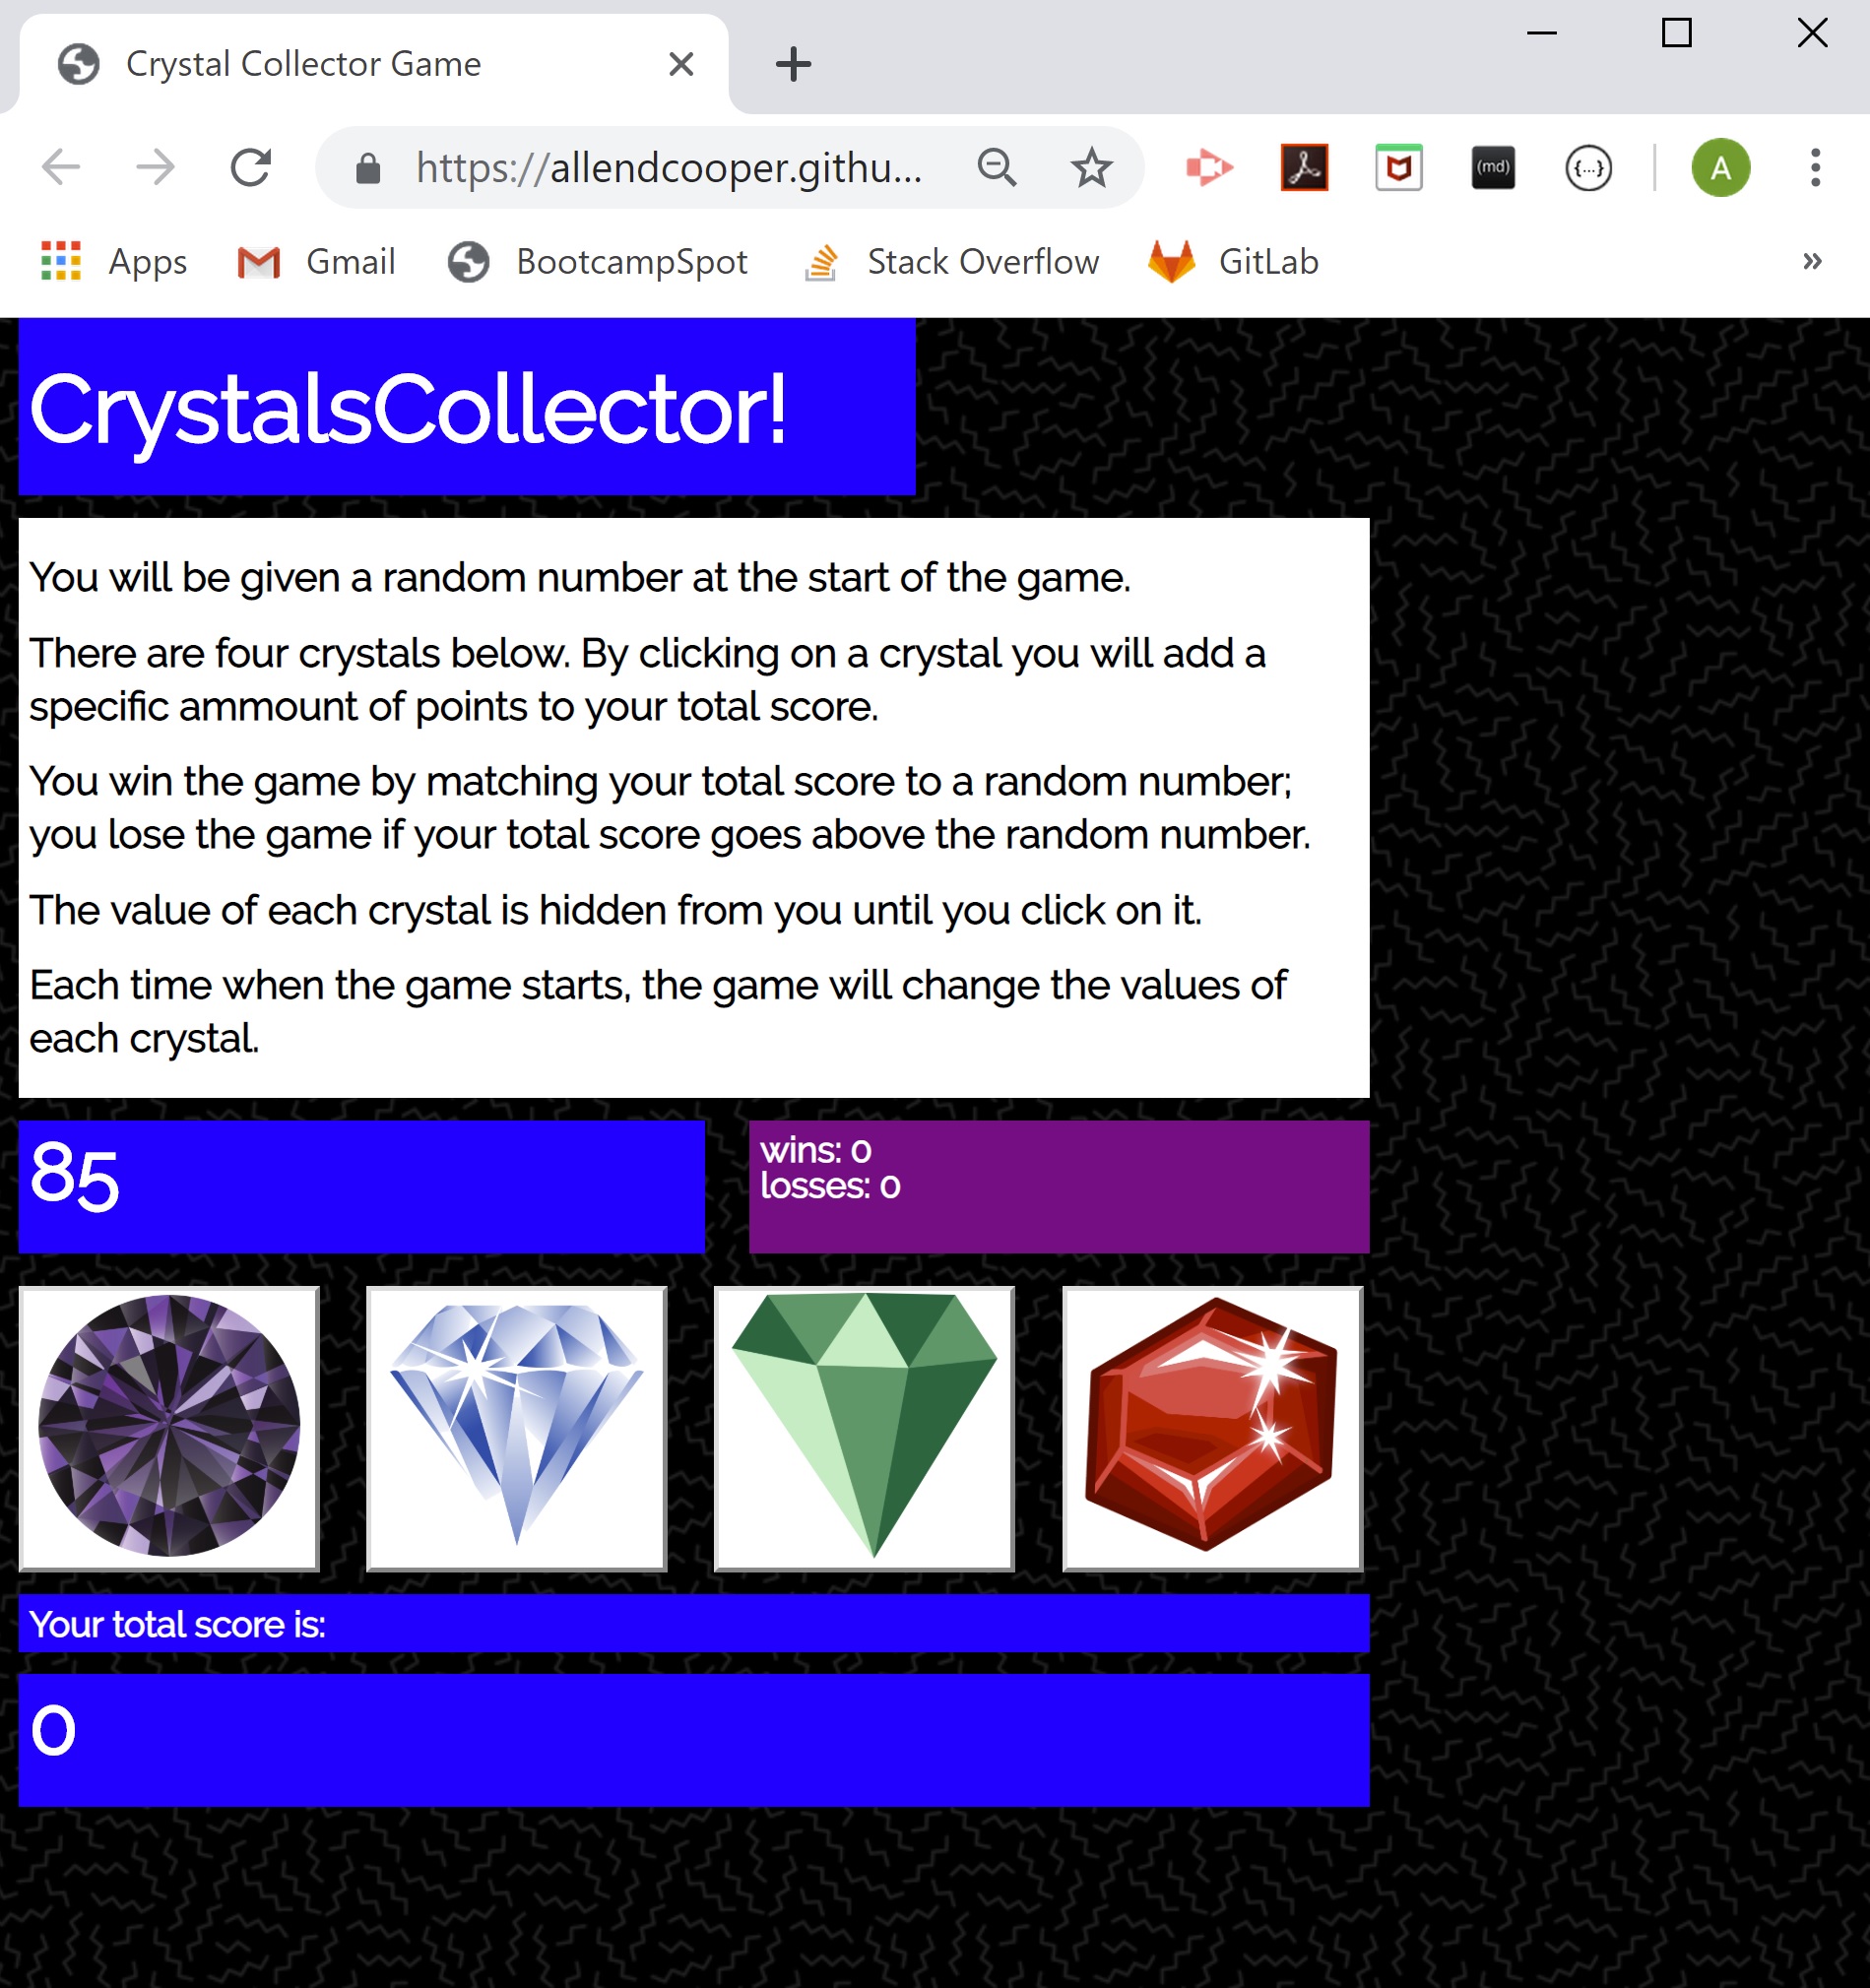 Crystal Collector Game
https://allendcooper.githu...
(md)
{...}
A
Apps
Gmail
BootcampSpot
Stack Overflow
GitLab
»
CrystalsCollector!
You will be given a random number at the start of the game.
There are four crystals below. By clicking on a crystal you will add a
specific ammount of points to your total score.
You win the game by matching your total score to a random number;
you lose the game if your total score goes above the random number.
The value of each crystal is hidden from you until you click on it.
Each time when the game starts, the game will change the values of
each crystal.
85
wins: 0
losses: 0
Your total score is:
0